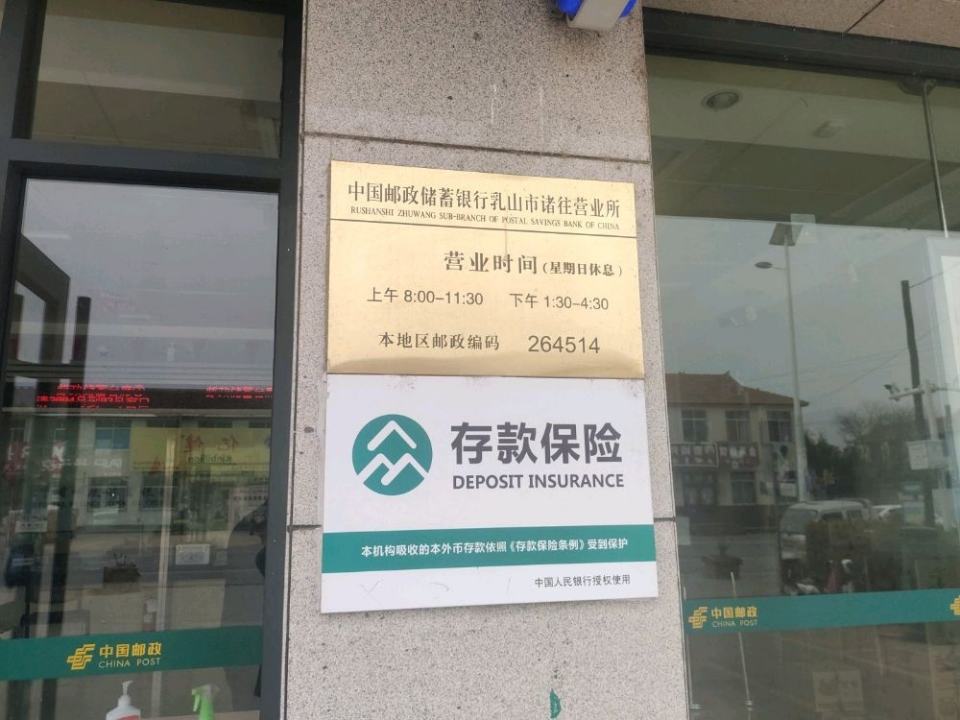 中国邮政储蓄银行乳山市诸往营业所
RUSHANSHI ZHUWANG SUB-BRANCH OF POSTAL SAVINGS BANK OF CHINA
营业时间(星期日休息)
上午 8:00-11:30 下午 1:30-4:30
本地区邮政编码 264514
存款保险
DEPOSIT INSURANCE
本机构吸收的本外币存款依照《存款保险条例》受到保护
中国人民银行授权使用
中国邮政
CHINA POST
中国邮政
CHINA POST